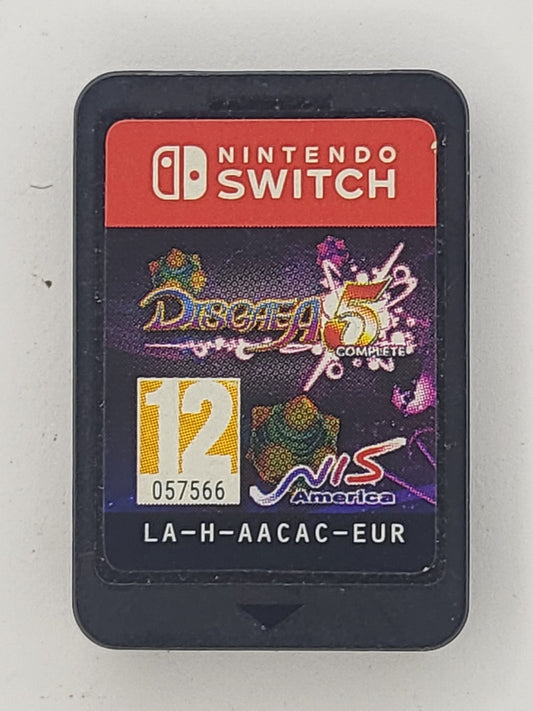 NINTENDO
SWITCH
DISGAEA 5
COMPLETE
12
057566
NIS
America
LA-H-AACAC-EUR